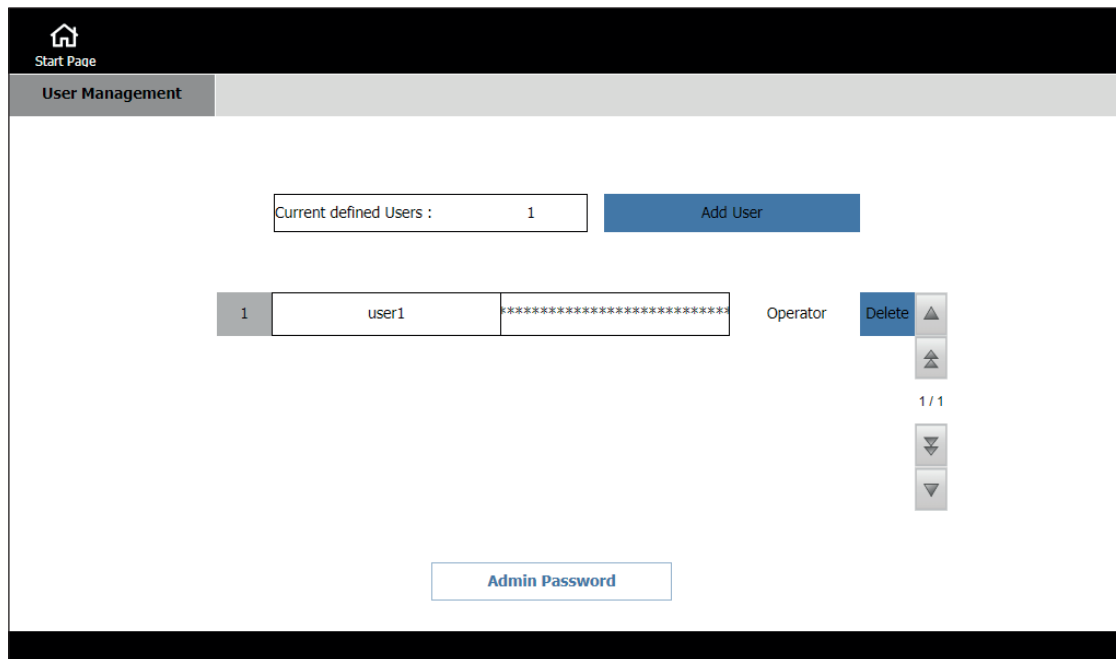 Start Page
User Management
Current defined Users : 1 Add User
1 user1 **************************** Operator Delete
1 / 1
Admin Password